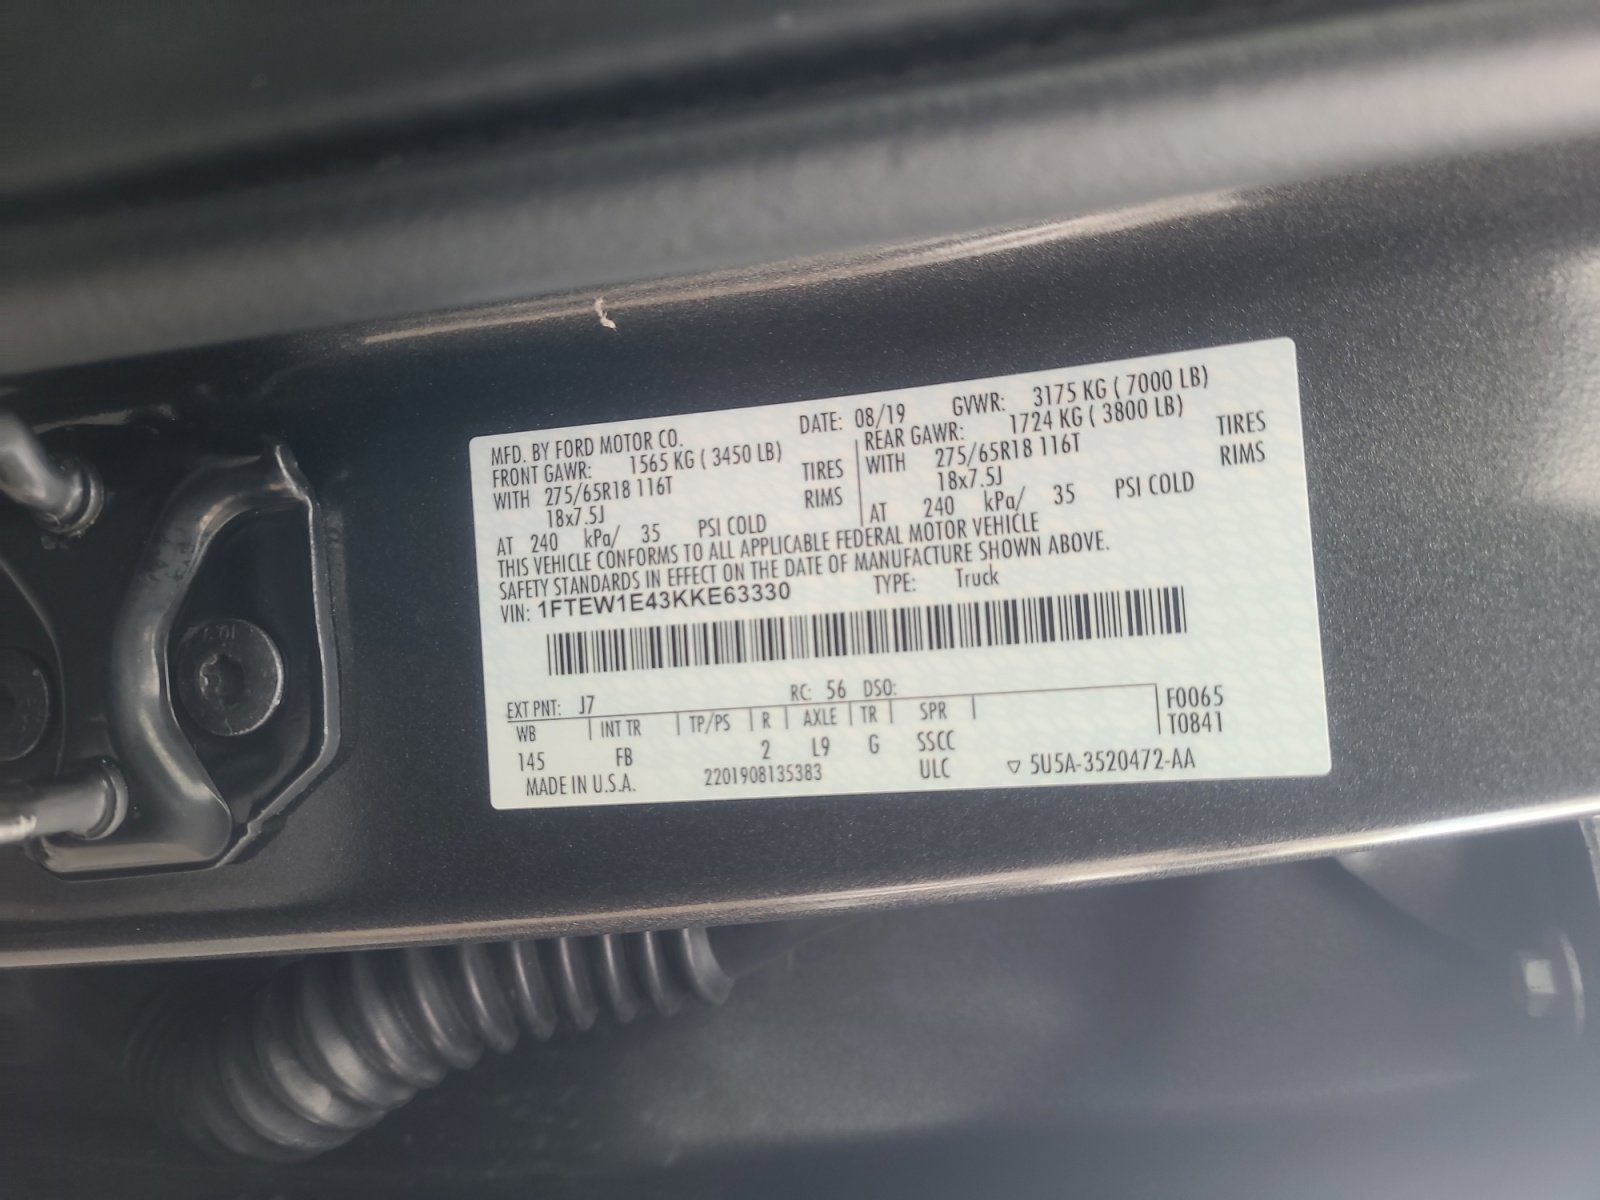 MFD. BY FORD MOTOR CO. DATE: 08/19 GVWR: 3175 KG ( 7000 LB)
FRONT GAWR: 1565 KG ( 3450 LB) REAR GAWR: 1724 KG ( 3800 LB)
WITH 275/65R18 116T TIRES WITH 275/65R18 116T TIRES
18x7.5J RIMS 18x7.5J RIMS
AT 240 kPa/ 35 PSI COLD AT 240 kPa/ 35 PSI COLD
THIS VEHICLE CONFORMS TO ALL APPLICABLE FEDERAL MOTOR VEHICLE
SAFETY STANDARDS IN EFFECT ON THE DATE OF MANUFACTURE SHOWN ABOVE.
VIN: 1FTEW1E43KKE63330 TYPE: Truck
EXT PNT: J7 RC: 56 DSO: F0065
WB INT TR TP/PS R AXLE TR SPR T0841
145 FB 2 L9 G SSCC
MADE IN U.S.A. 2201908135383 ULC ▽ 5U5A-3520472-AA